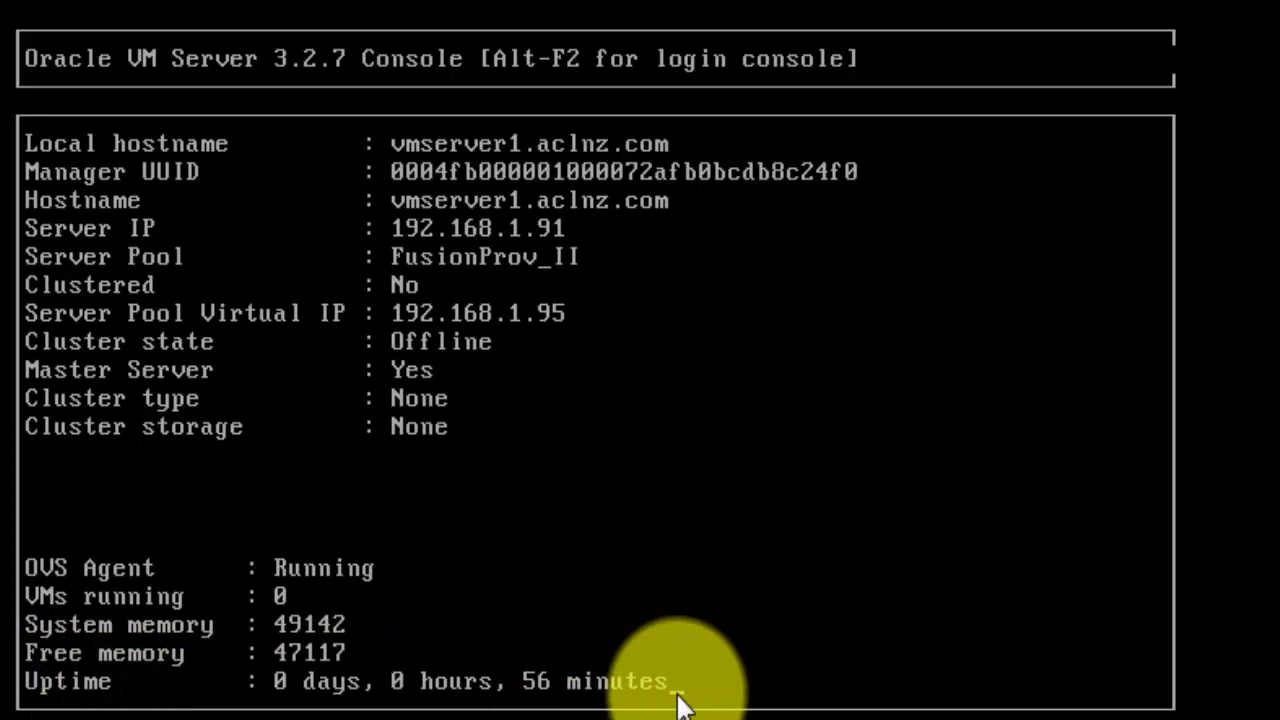 Oracle VM Server 3.2.7 Console [Alt-F2 for login console]
Local hostname : vmserver1.aclnz.com
Manager UUID : 0004fb000001000072afb0bcdb8c24f0
Hostname : vmserver1.aclnz.com
Server IP : 192.168.1.91
Server Pool : FusionProv_II
Clustered : No
Server Pool Virtual IP : 192.168.1.95
Cluster state : Offline
Master Server : Yes
Cluster type : None
Cluster storage : None
OVS Agent : Running
VMs running : 0
System memory : 49142
Free memory : 47117
Uptime : 0 days, 0 hours, 56 minutes_